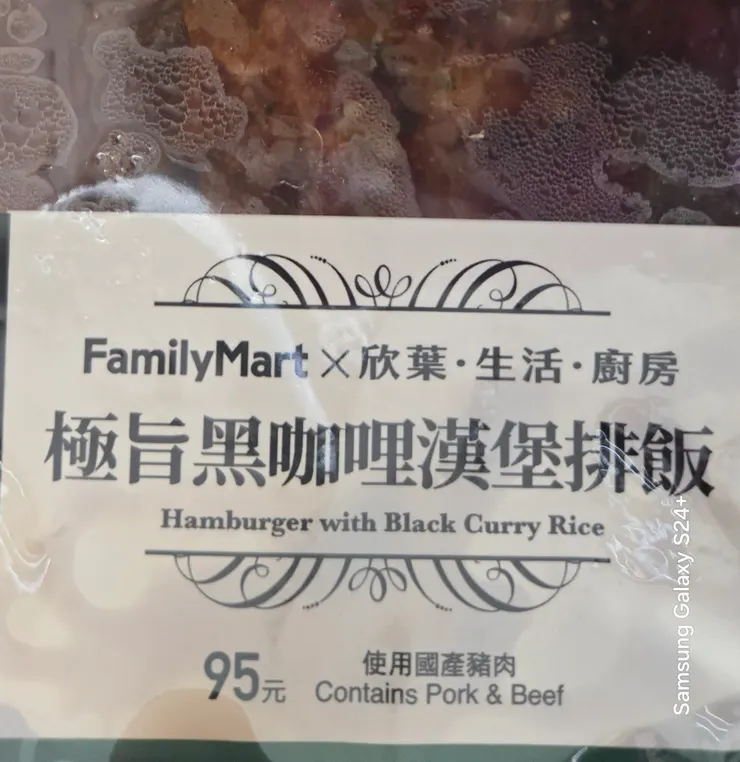 FamilyMart×欣葉·生活·廚房
極旨黑咖哩漢堡排飯
Hamburger with Black Curry Rice
95元
使用國產豬肉
Contains Pork & Beef
Samsung Galaxy S24+